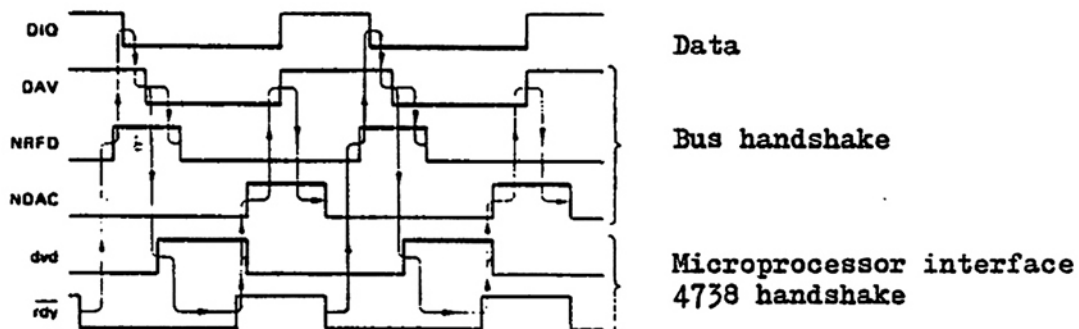 DIO
Data
DAV
NRFD
Bus handshake
NDAC
dvd
Microprocessor interface
4738 handshake
rdy